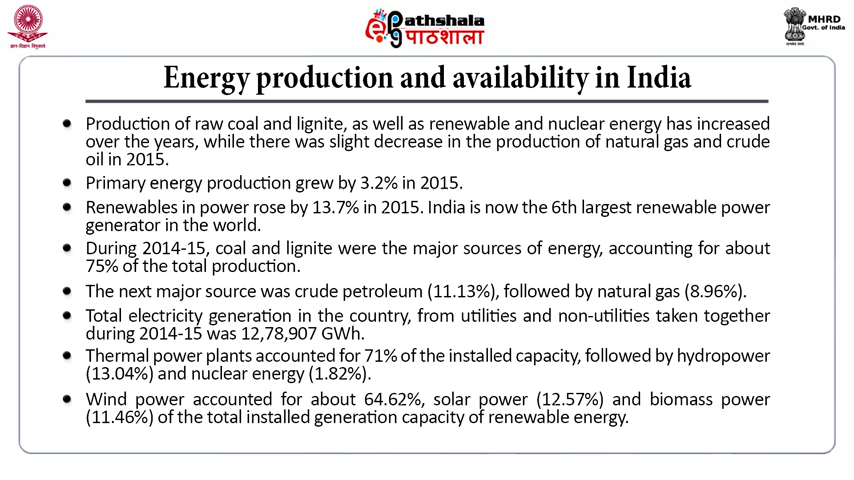 ज्ञान-विज्ञान विमुक्तये
ePathshala
पाठशाला
MHRD
Govt. of India
Energy production and availability in India
• Production of raw coal and lignite, as well as renewable and nuclear energy has increased
over the years, while there was slight decrease in the production of natural gas and crude
oil in 2015.
• Primary energy production grew by 3.2% in 2015.
• Renewables in power rose by 13.7% in 2015. India is now the 6th largest renewable power
generator in the world.
• During 2014-15, coal and lignite were the major sources of energy, accounting for about
75% of the total production.
• The next major source was crude petroleum (11.13%), followed by natural gas (8.96%).
• Total electricity generation in the country, from utilities and non-utilities taken together
during 2014-15 was 12,78,907 GWh.
• Thermal power plants accounted for 71% of the installed capacity, followed by hydropower
(13.04%) and nuclear energy (1.82%).
• Wind power accounted for about 64.62%, solar power (12.57%) and biomass power
(11.46%) of the total installed generation capacity of renewable energy.